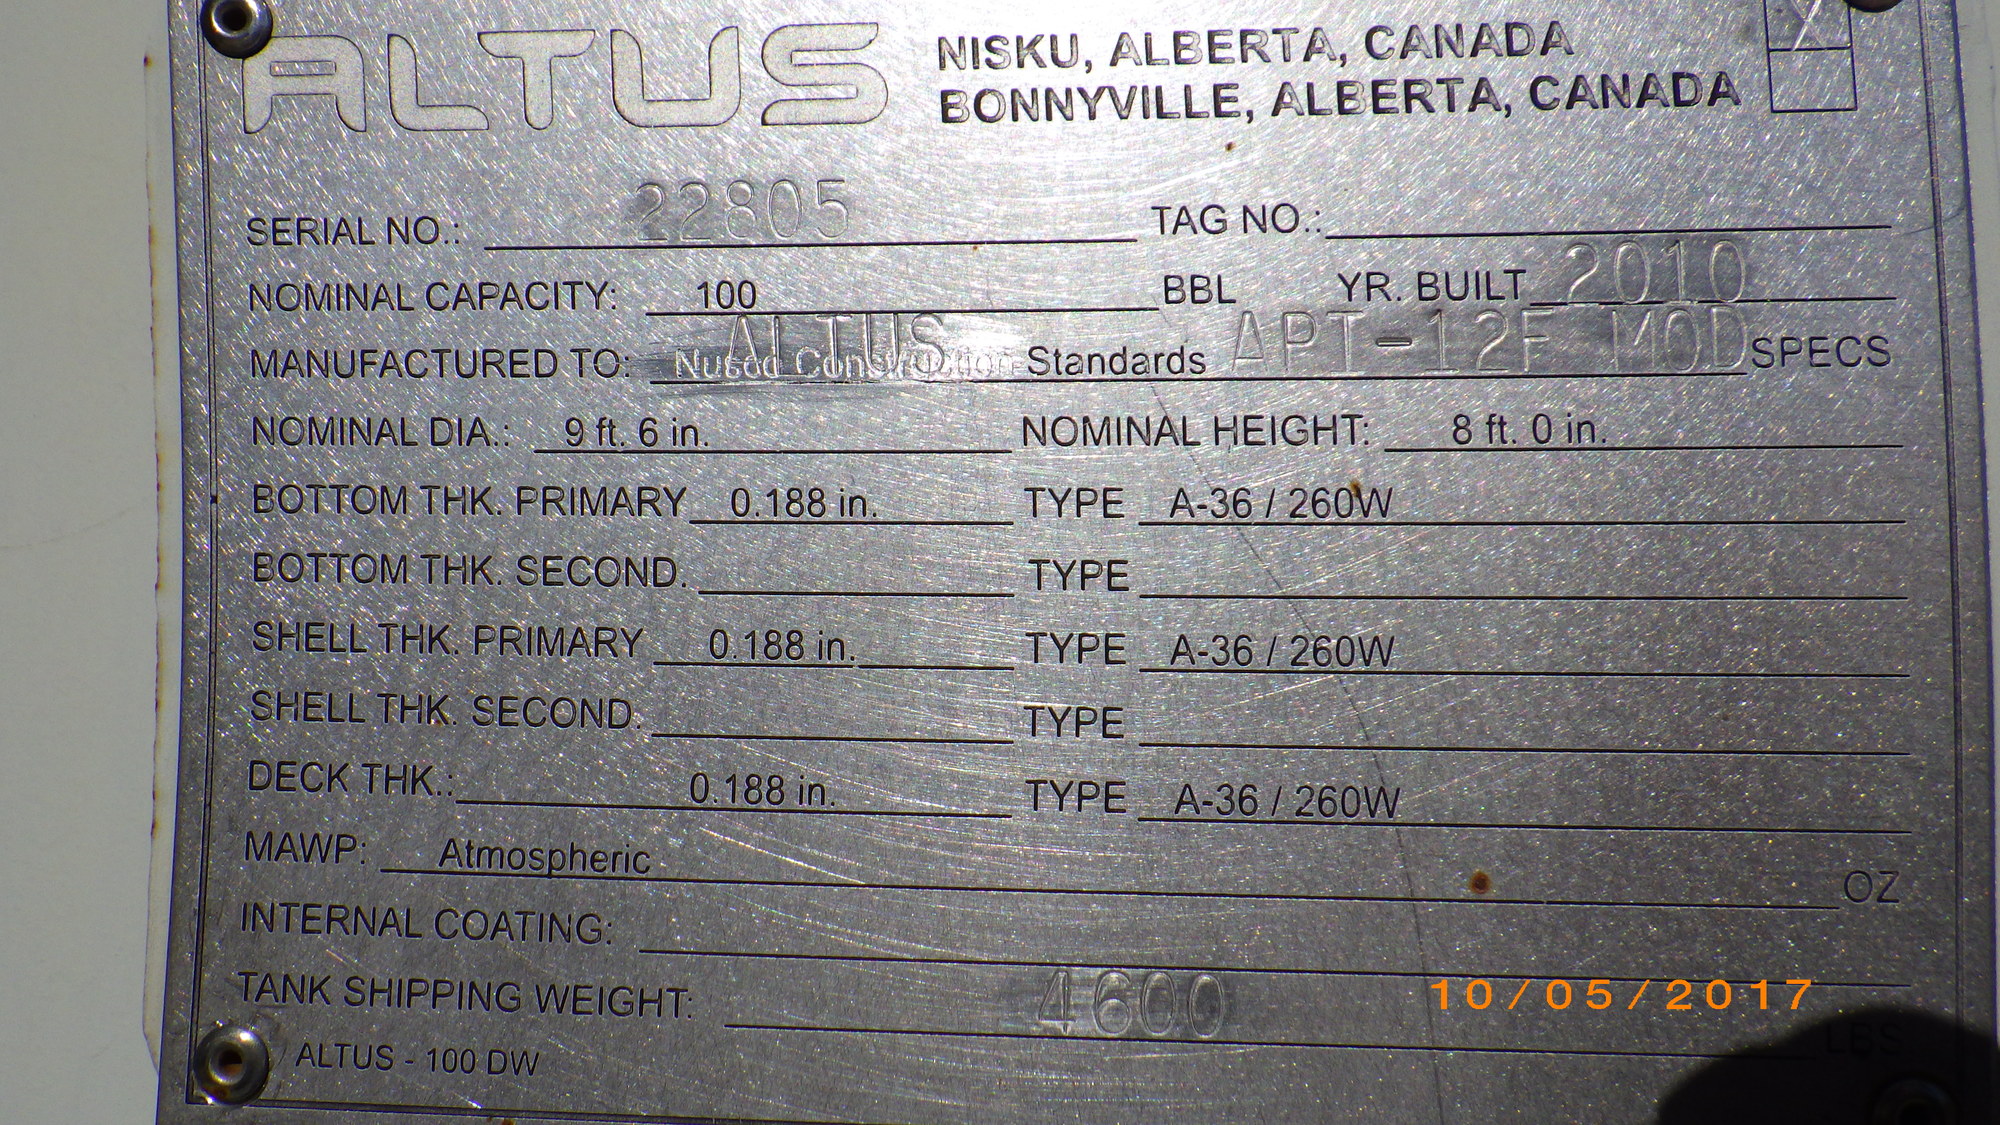 ALTUS
NISKU, ALBERTA, CANADA
BONNYVILLE, ALBERTA, CANADA
X
SERIAL NO.: 22805 TAG NO.:
NOMINAL CAPACITY: 100 BBL YR. BUILT 2010
MANUFACTURED TO: ALTUS Standards API-12F MOD SPECS
NOMINAL DIA.: 9 ft. 6 in. NOMINAL HEIGHT: 8 ft. 0 in.
BOTTOM THK. PRIMARY 0.188 in. TYPE A-36 / 260W
BOTTOM THK. SECOND. TYPE
SHELL THK. PRIMARY 0.188 in. TYPE A-36 / 260W
SHELL THK. SECOND. TYPE
DECK THK.: 0.188 in. TYPE A-36 / 260W
MAWP: Atmospheric OZ
INTERNAL COATING:
TANK SHIPPING WEIGHT: 4600 LBS
ALTUS - 100 DW
10/05/2017